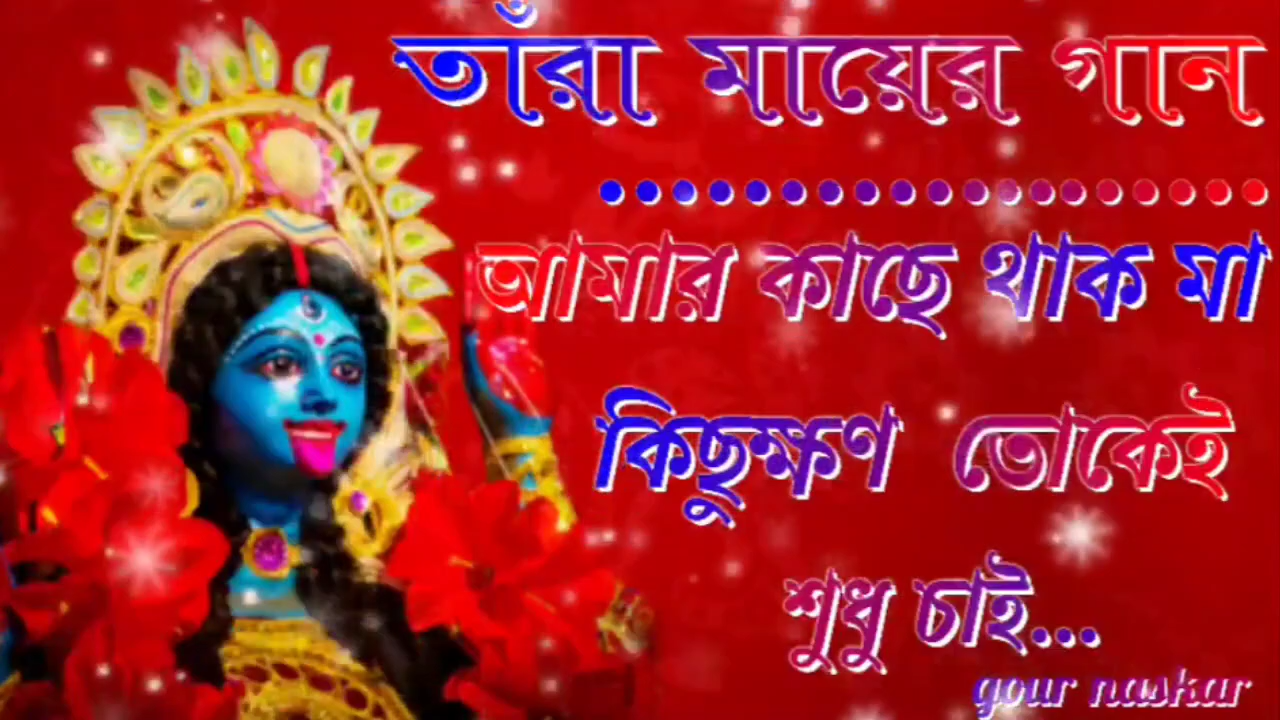 তাঁরা মায়ের গান
আমার কাছে থাক মা
কিছুক্ষণ তোকেই
শুধু চাই...
gour naskar